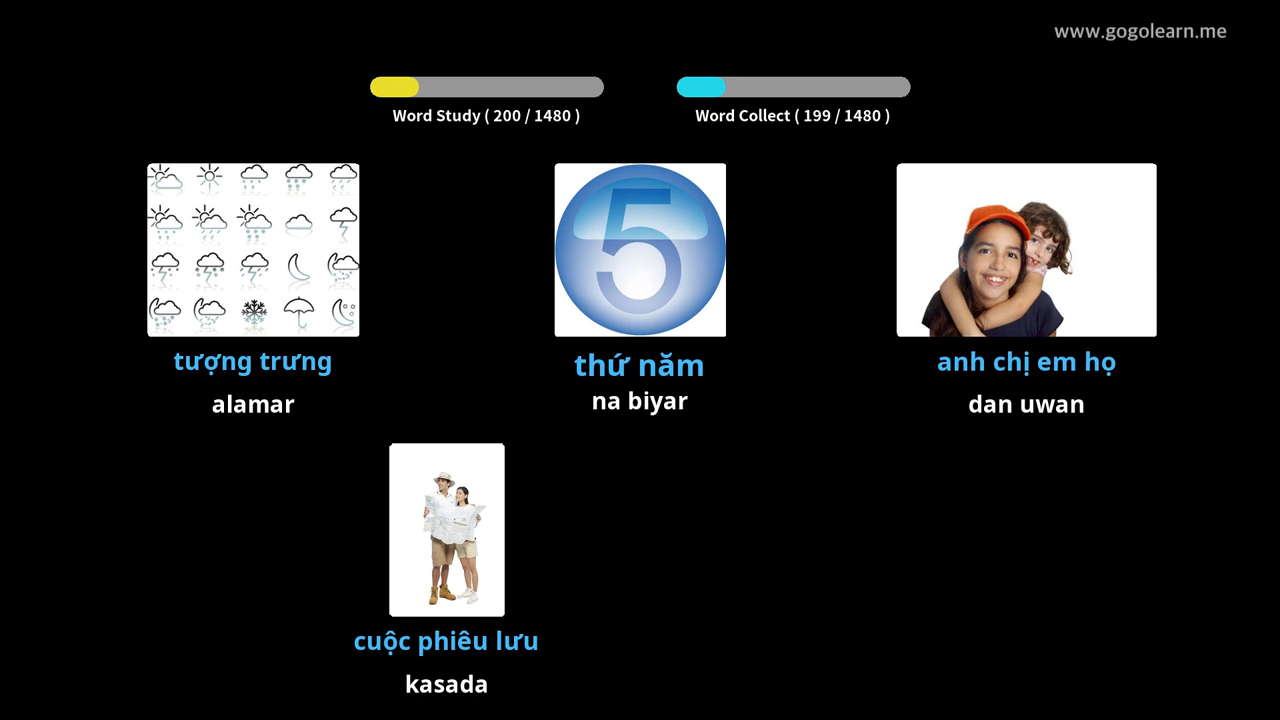 www.gogolearn.me
Word Study ( 200 / 1480 )
Word Collect ( 199 / 1480 )
5
tượng trưng
alamar
thứ năm
na biyar
anh chị em họ
dan uwan
cuộc phiêu lưu
kasada